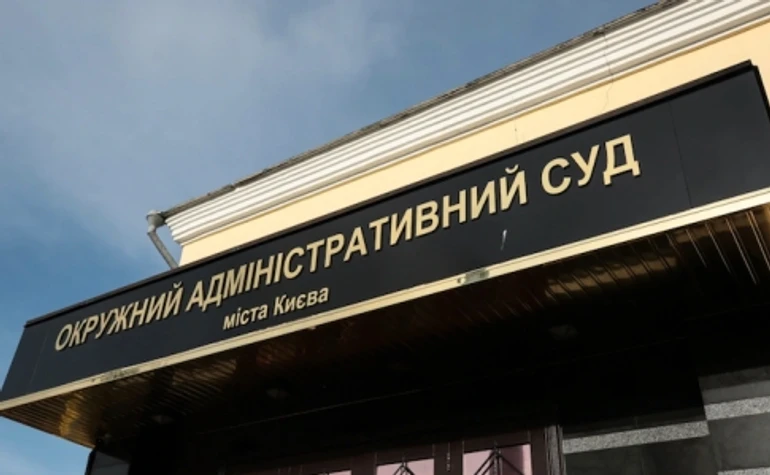 ОКРУЖНИЙ АДМІНІСТРАТИВНИЙ СУД
міста Києва